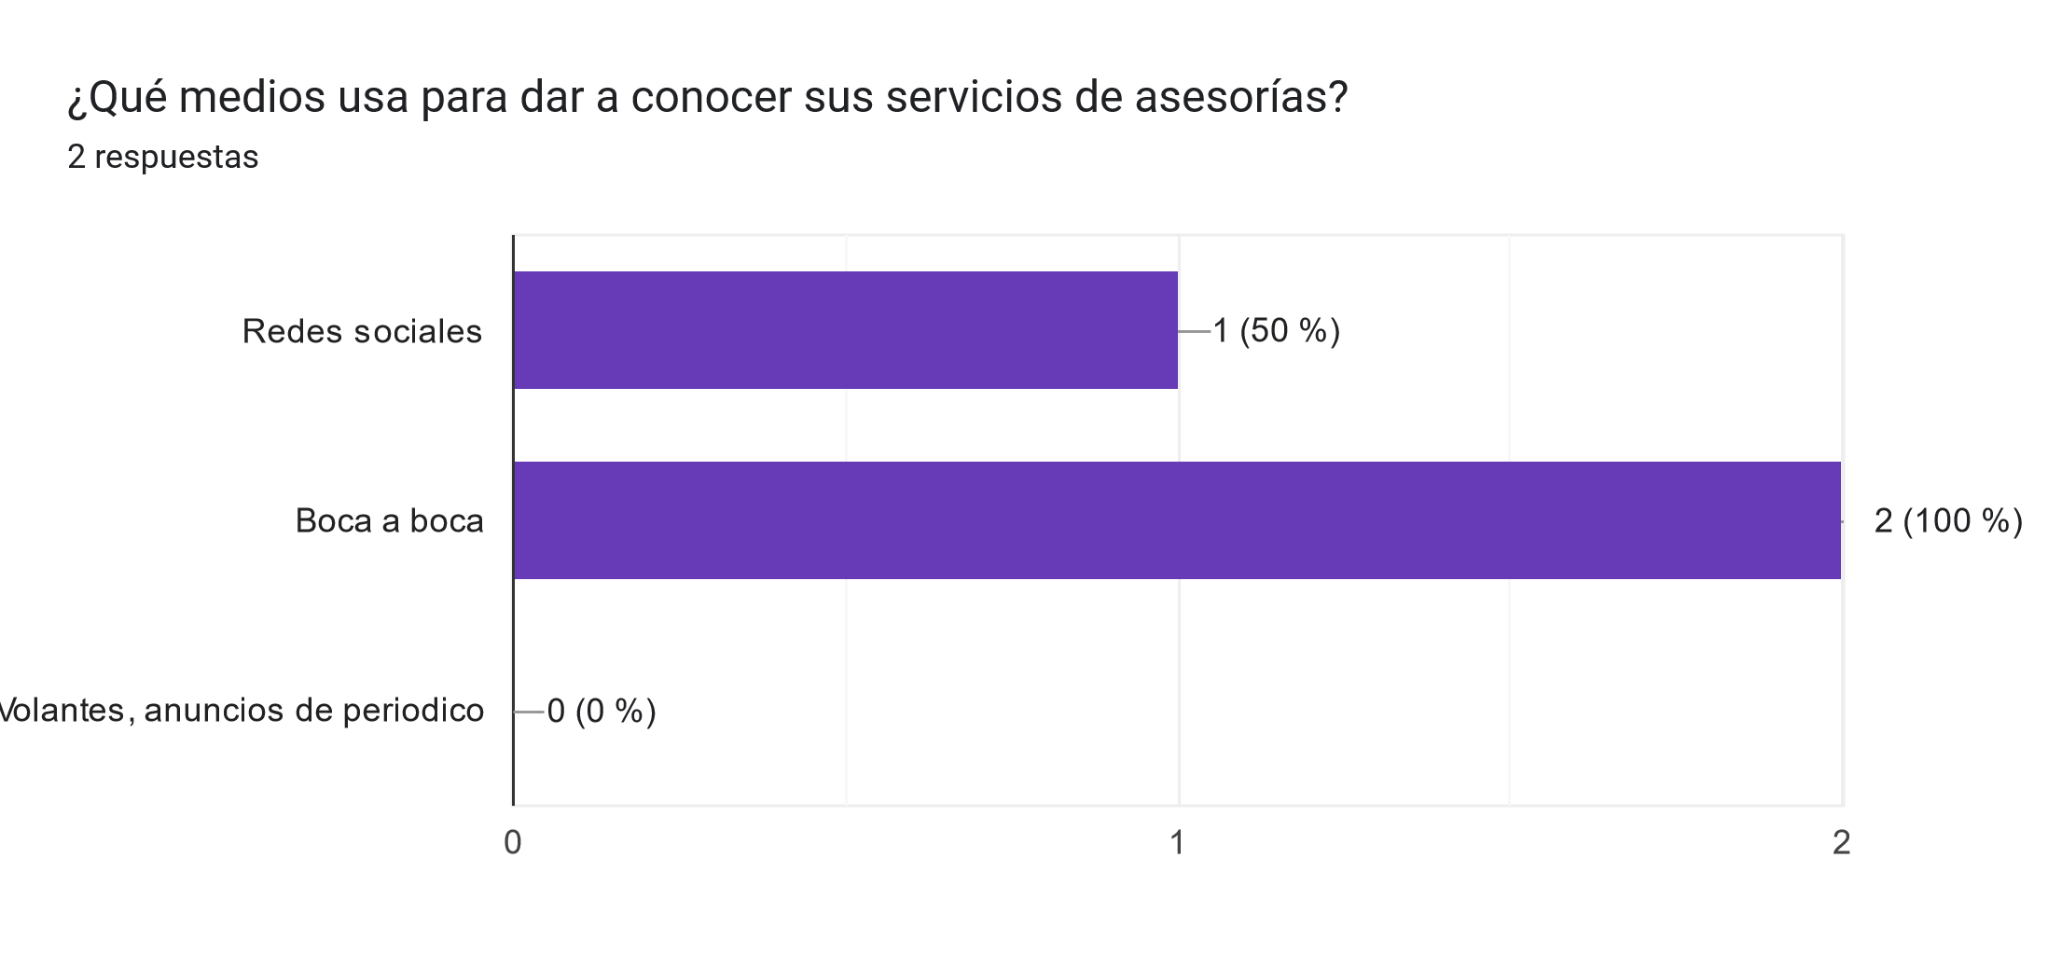 ¿Qué medios usa para dar a conocer sus servicios de asesorías?
2 respuestas
Redes sociales
1 (50 %)
Boca a boca
2 (100 %)
Volantes, anuncios de periodico
0 (0 %)
0
1
2